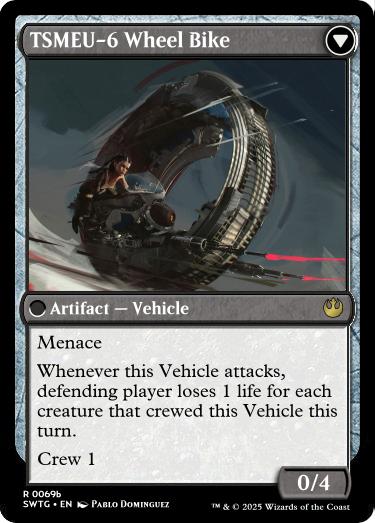 TSMEU-6 Wheel Bike
Artifact — Vehicle
Menace
Whenever this Vehicle attacks,
defending player loses 1 life for each
creature that crewed this Vehicle this
turn.
Crew 1
0/4
R 0069b
SWTG • EN Pablo Dominguez
™ & © 2025 Wizards of the Coast